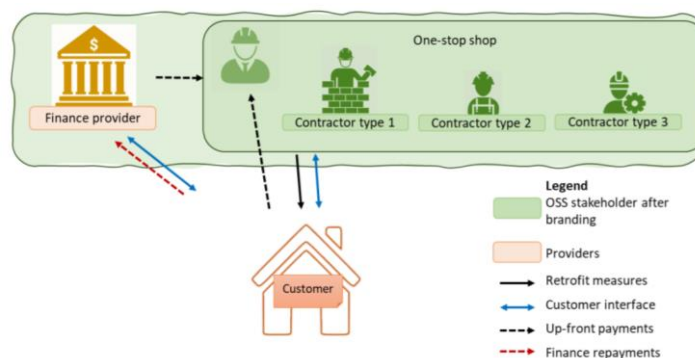 $
One-stop shop
Finance provider
Contractor type 1
Contractor type 2
Contractor type 3
Customer
Legend
OSS stakeholder after
branding
Providers
Retrofit measures
Customer interface
Up-front payments
Finance repayments